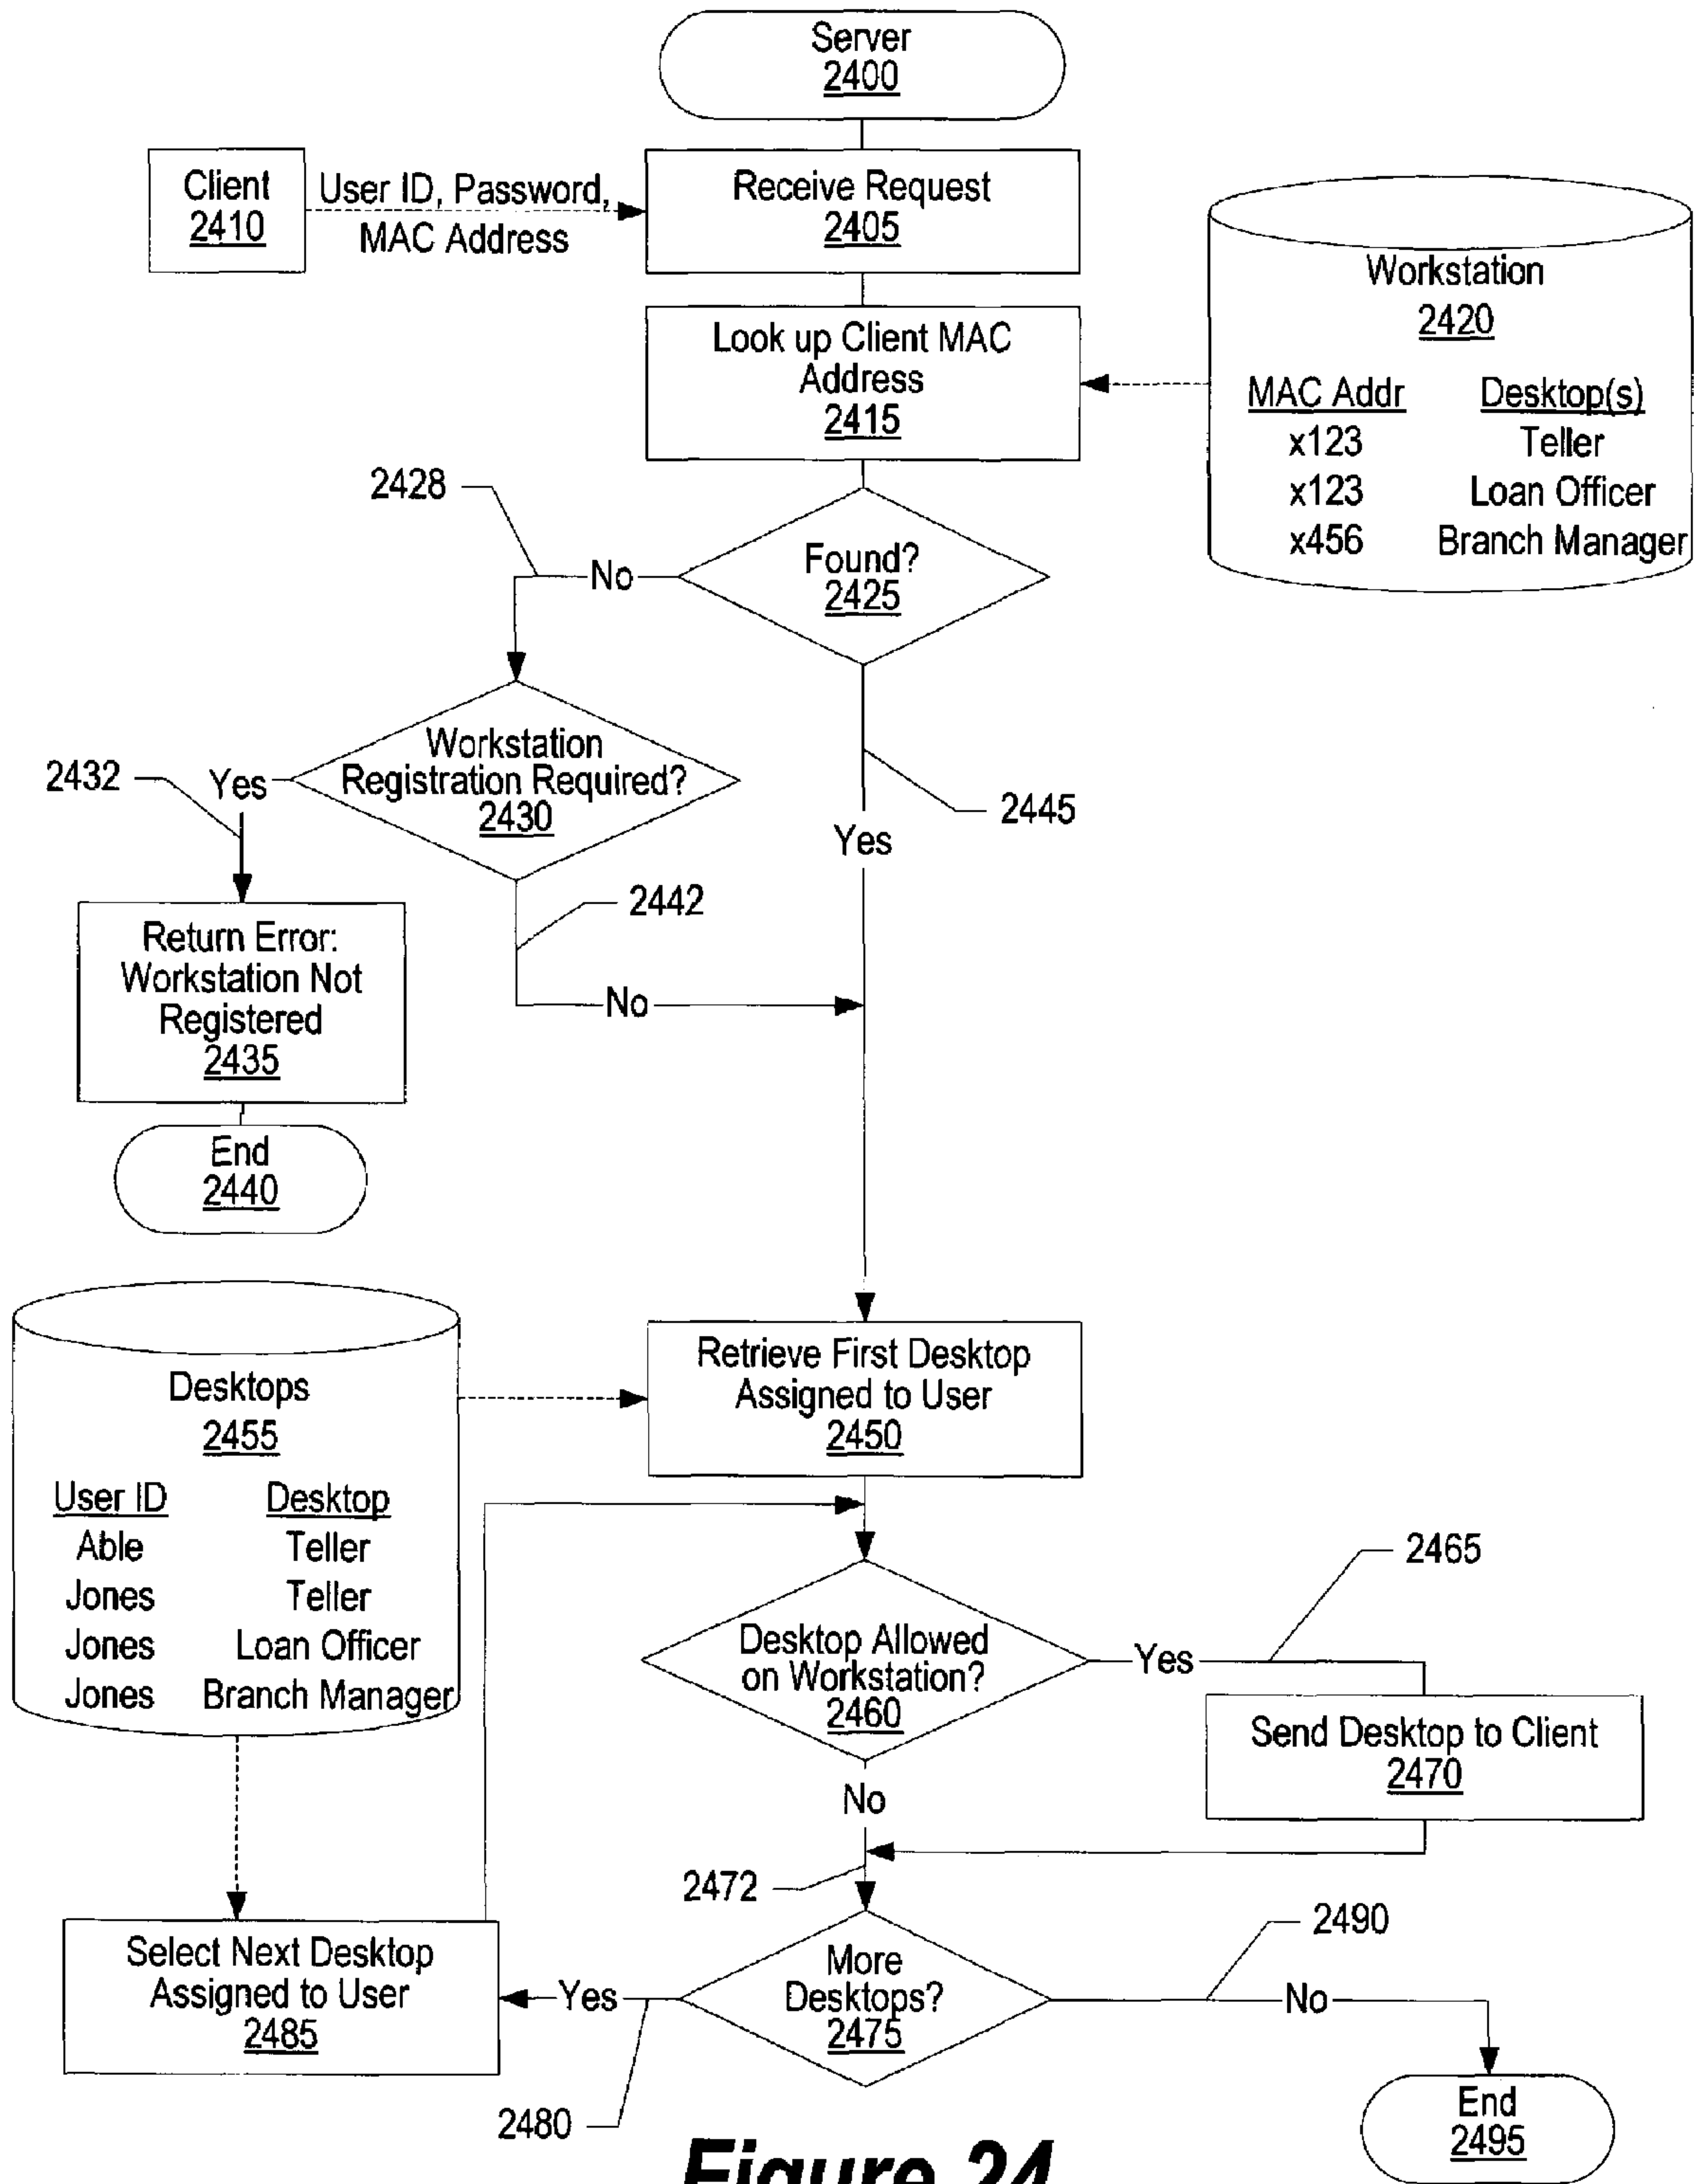 Server
2400
Client
2410
User ID, Password,
MAC Address
Receive Request
2405
Workstation
2420
MAC Addr Desktop(s)
x123 Teller
x123 Loan Officer
x456 Branch Manager
Look up Client MAC
Address
2415
2428
No
Found?
2425
Workstation
Registration Required?
2430
2432
Yes
2445
Yes
2442
No
Return Error:
Workstation Not
Registered
2435
End
2440
Desktops
2455
User ID Desktop
Able Teller
Jones Teller
Jones Loan Officer
Jones Branch Manager
Retrieve First Desktop
Assigned to User
2450
2465
Desktop Allowed
on Workstation?
2460
Yes
Send Desktop to Client
2470
No
2472
2490
Select Next Desktop
Assigned to User
2485
Yes
More
Desktops?
2475
No
2480
End
2495
Figure 24